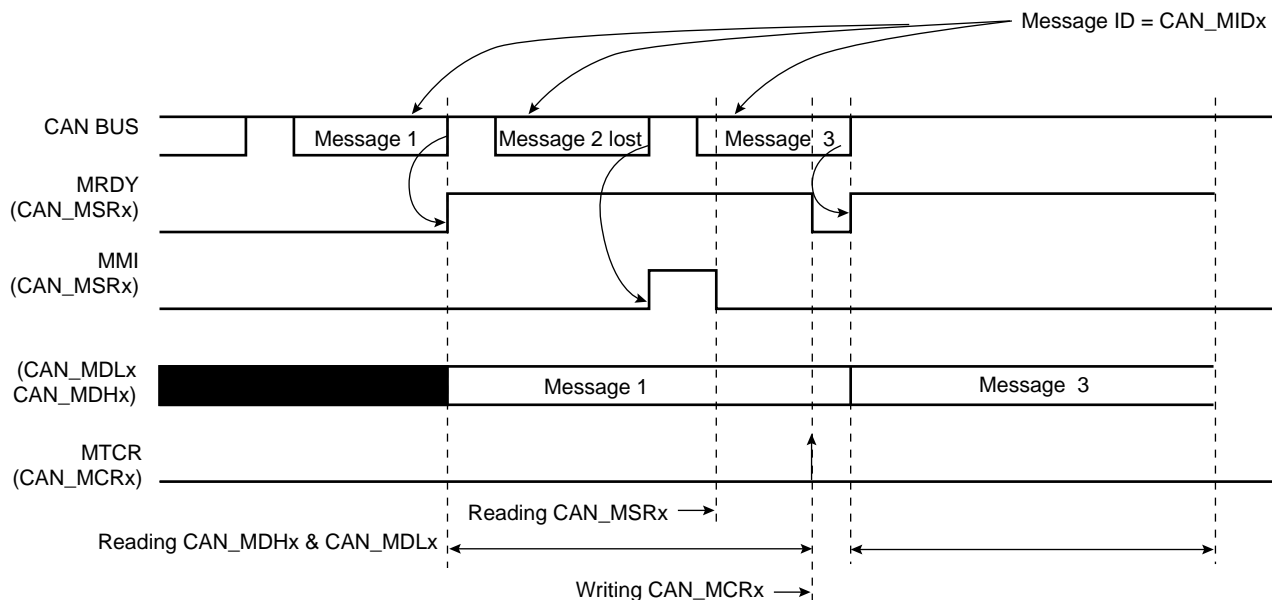 Message ID = CAN_MIDx
CAN BUS
Message 1
Message 2 lost
Message 3
MRDY
(CAN_MSRx)
MMI
(CAN_MSRx)
(CAN_MDLx
CAN_MDHx)
Message 1
Message 3
MTCR
(CAN_MCRx)
Reading CAN_MSRx
Reading CAN_MDHx & CAN_MDLx
Writing CAN_MCRx